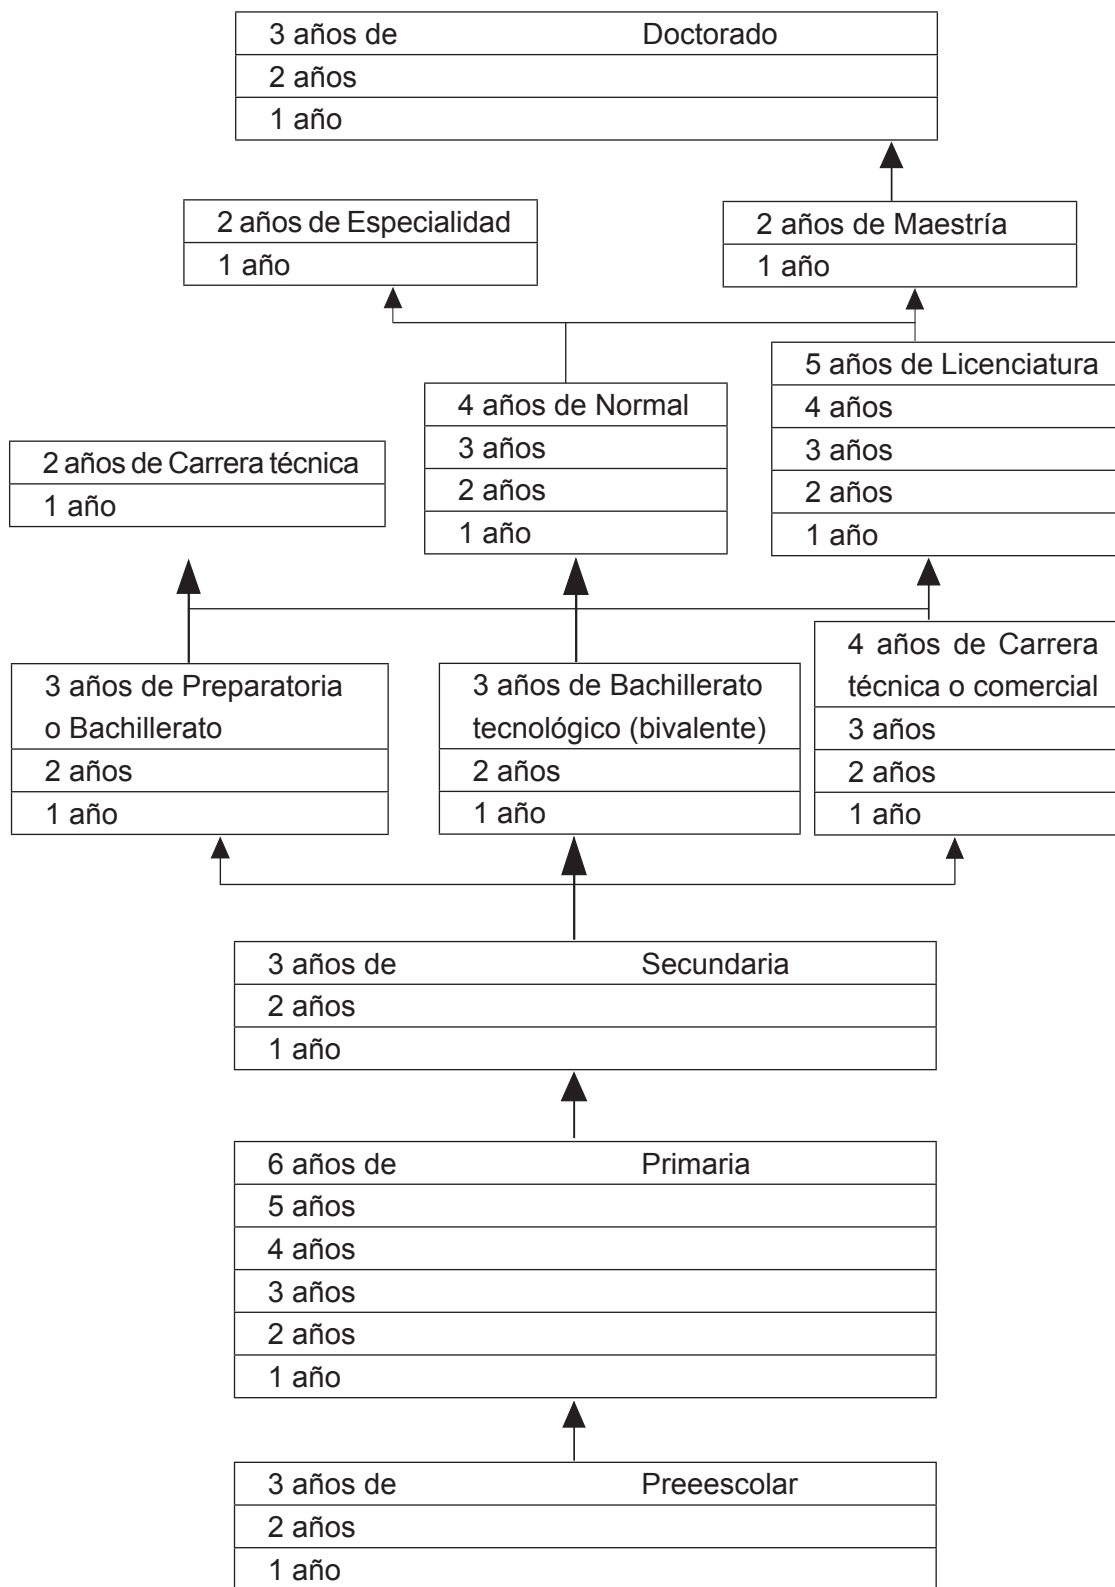 3 años de Doctorado
2 años
1 año
2 años de Especialidad
1 año
2 años de Maestría
1 año
5 años de Licenciatura
4 años
3 años
2 años
1 año
4 años de Normal
3 años
2 años
1 año
2 años de Carrera técnica
1 año
3 años de Preparatoria
o Bachillerato
2 años
1 año
3 años de Bachillerato
tecnológico (bivalente)
2 años
1 año
4 años de Carrera
técnica o comercial
3 años
2 años
1 año
3 años de Secundaria
2 años
1 año
6 años de Primaria
5 años
4 años
3 años
2 años
1 año
3 años de Preeescolar
2 años
1 año